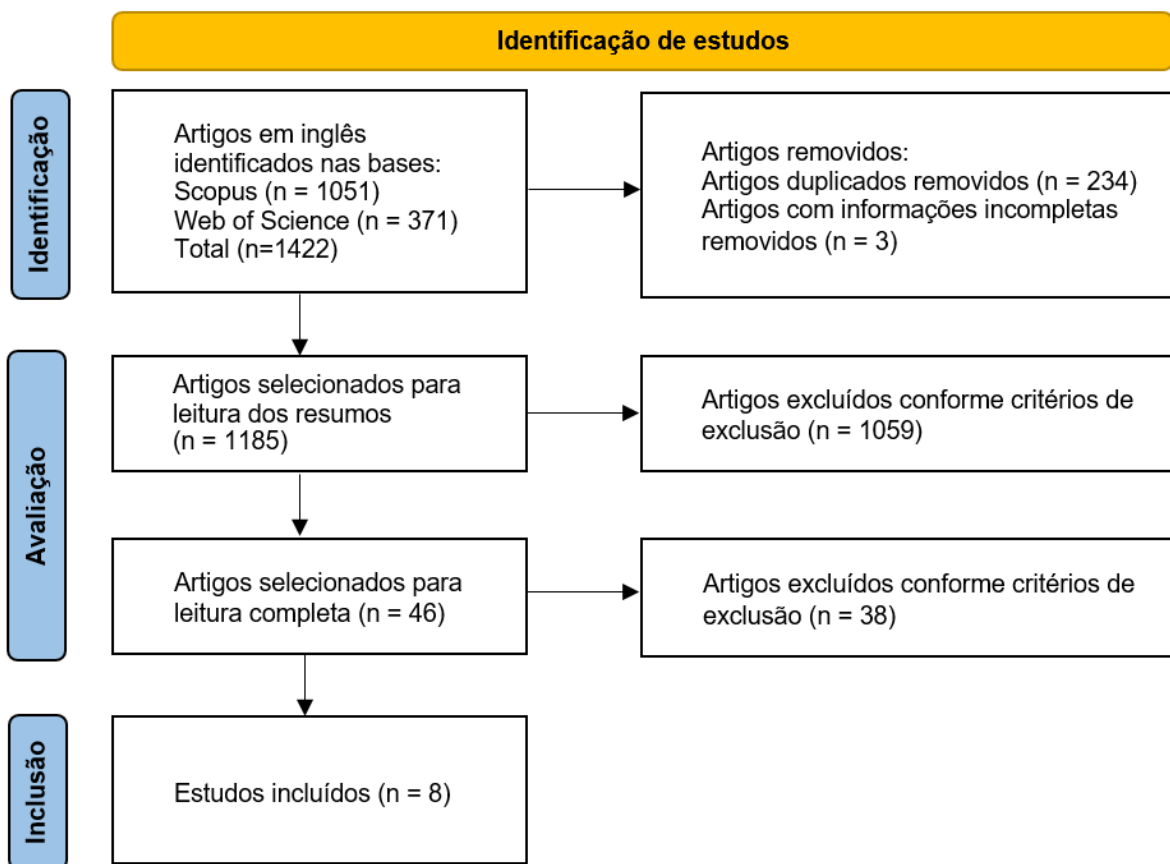 Identificação de estudos
Identificação
Artigos em inglês
identificados nas bases:
Scopus (n = 1051)
Web of Science (n = 371)
Total (n=1422)
Artigos removidos:
Artigos duplicados removidos (n = 234)
Artigos com informações incompletas
removidos (n = 3)
Avaliação
Artigos selecionados para
leitura dos resumos
(n = 1185)
Artigos excluídos conforme critérios de
exclusão (n = 1059)
Artigos selecionados para
leitura completa (n = 46)
Artigos excluídos conforme critérios de
exclusão (n = 38)
Inclusão
Estudos incluídos (n = 8)